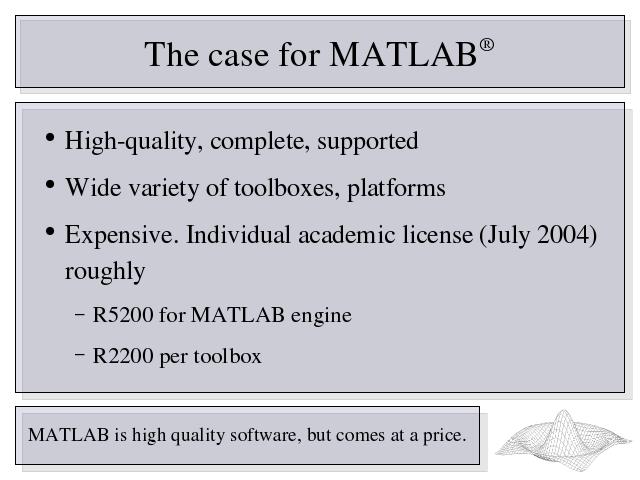 The case for MATLAB®
• High-quality, complete, supported
• Wide variety of toolboxes, platforms
• Expensive. Individual academic license (July 2004)
roughly
– R5200 for MATLAB engine
– R2200 per toolbox
MATLAB is high quality software, but comes at a price.